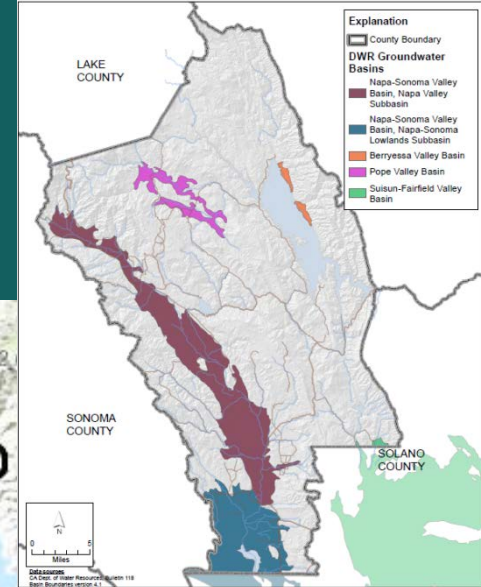 LAKE
COUNTY
SONOMA
COUNTY
SOLANO
COUNTY
Explanation
County Boundary
DWR Groundwater
Basins
Napa-Sonoma Valley
Basin, Napa Valley
Subbasin
Napa-Sonoma Valley
Basin, Napa-Sonoma
Lowlands Subbasin
Berryessa Valley Basin
Pope Valley Basin
Suisun-Fairfield Valley
Basin
N
0 5
Miles
Data sources:
CA Dept. of Water Resources, Bulletin 118
Basin Boundaries version 4.1